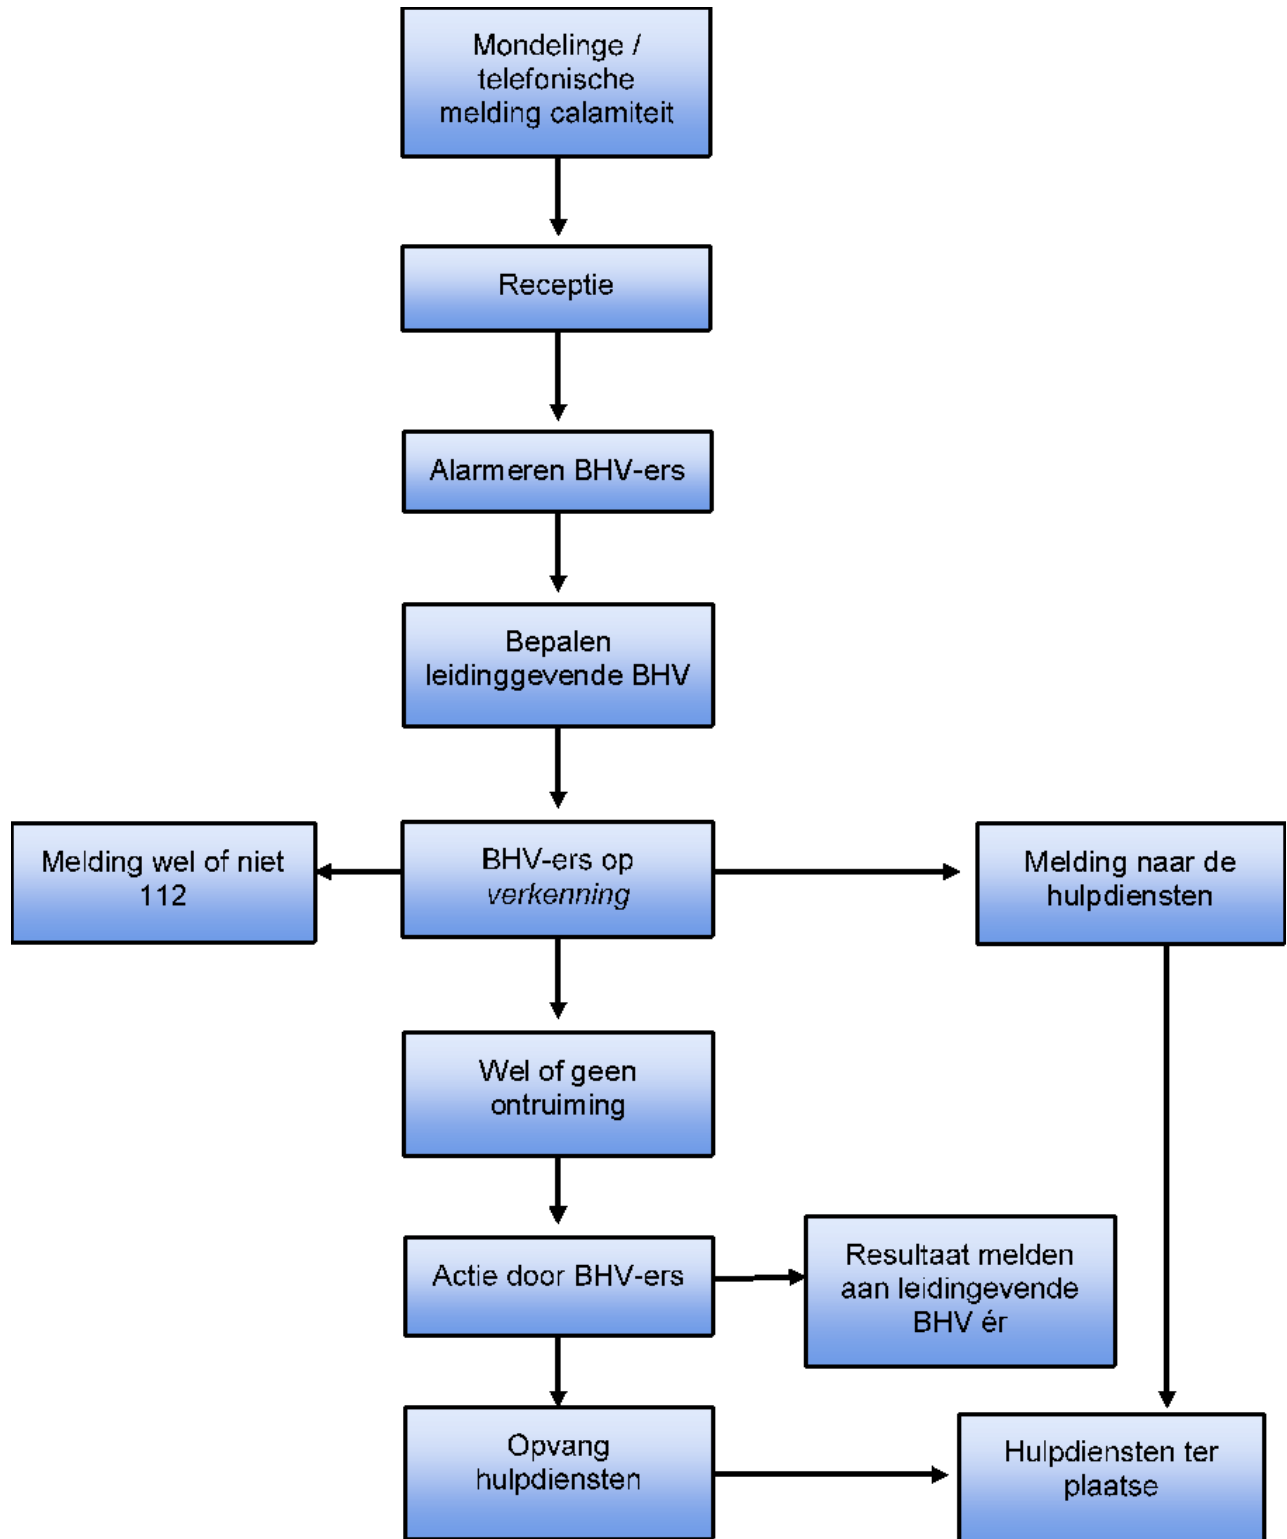 Mondelinge /
telefonische
melding calamiteit
Receptie
Alarmeren BHV-ers
Bepalen
leidinggevende BHV
Melding wel of niet
112
BHV-ers op
verkenning
Melding naar de
hulpdiensten
Wel of geen
ontruiming
Actie door BHV-ers
Resultaat melden
aan leidingevende
BHV ér
Opvang
hulpdiensten
Hulpdiensten ter
plaatse